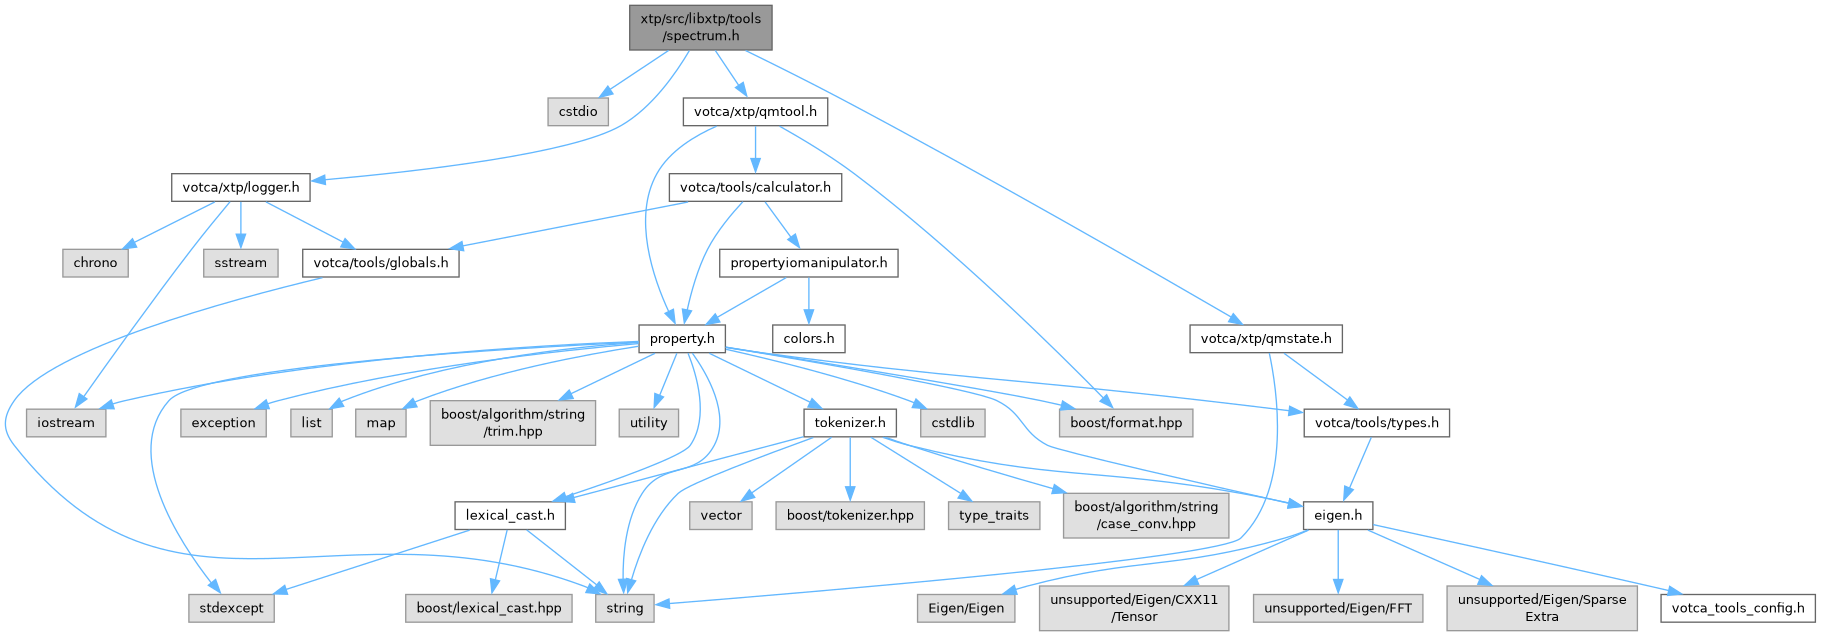 xtp/src/libxtp/tools
/spectrum.h
cstdio
votca/xtp/qmtool.h
votca/xtp/logger.h
votca/tools/calculator.h
chrono
sstream
votca/tools/globals.h
propertyiomanipulator.h
property.h
colors.h
votca/xtp/qmstate.h
iostream
exception
list
map
boost/algorithm/string
/trim.hpp
utility
tokenizer.h
cstdlib
boost/format.hpp
votca/tools/types.h
lexical_cast.h
vector
boost/tokenizer.hpp
type_traits
boost/algorithm/string
/case_conv.hpp
eigen.h
stdexcept
boost/lexical_cast.hpp
string
Eigen/Eigen
unsupported/Eigen/CXX11
/Tensor
unsupported/Eigen/FFT
unsupported/Eigen/Sparse
Extra
votca_tools_config.h